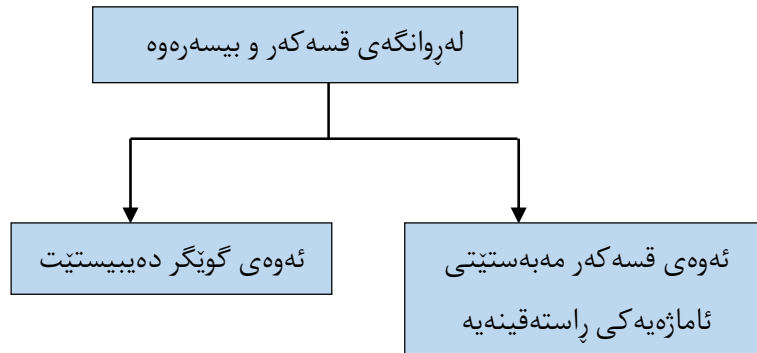 لەڕوانگەی قسەکەر و بیسەرەوە
ئەوەی قسەکەر مەبەستێتی
ئاماژەیەکی ڕاستەقینەیە
ئەوەی گوێگر دەیبیستێت